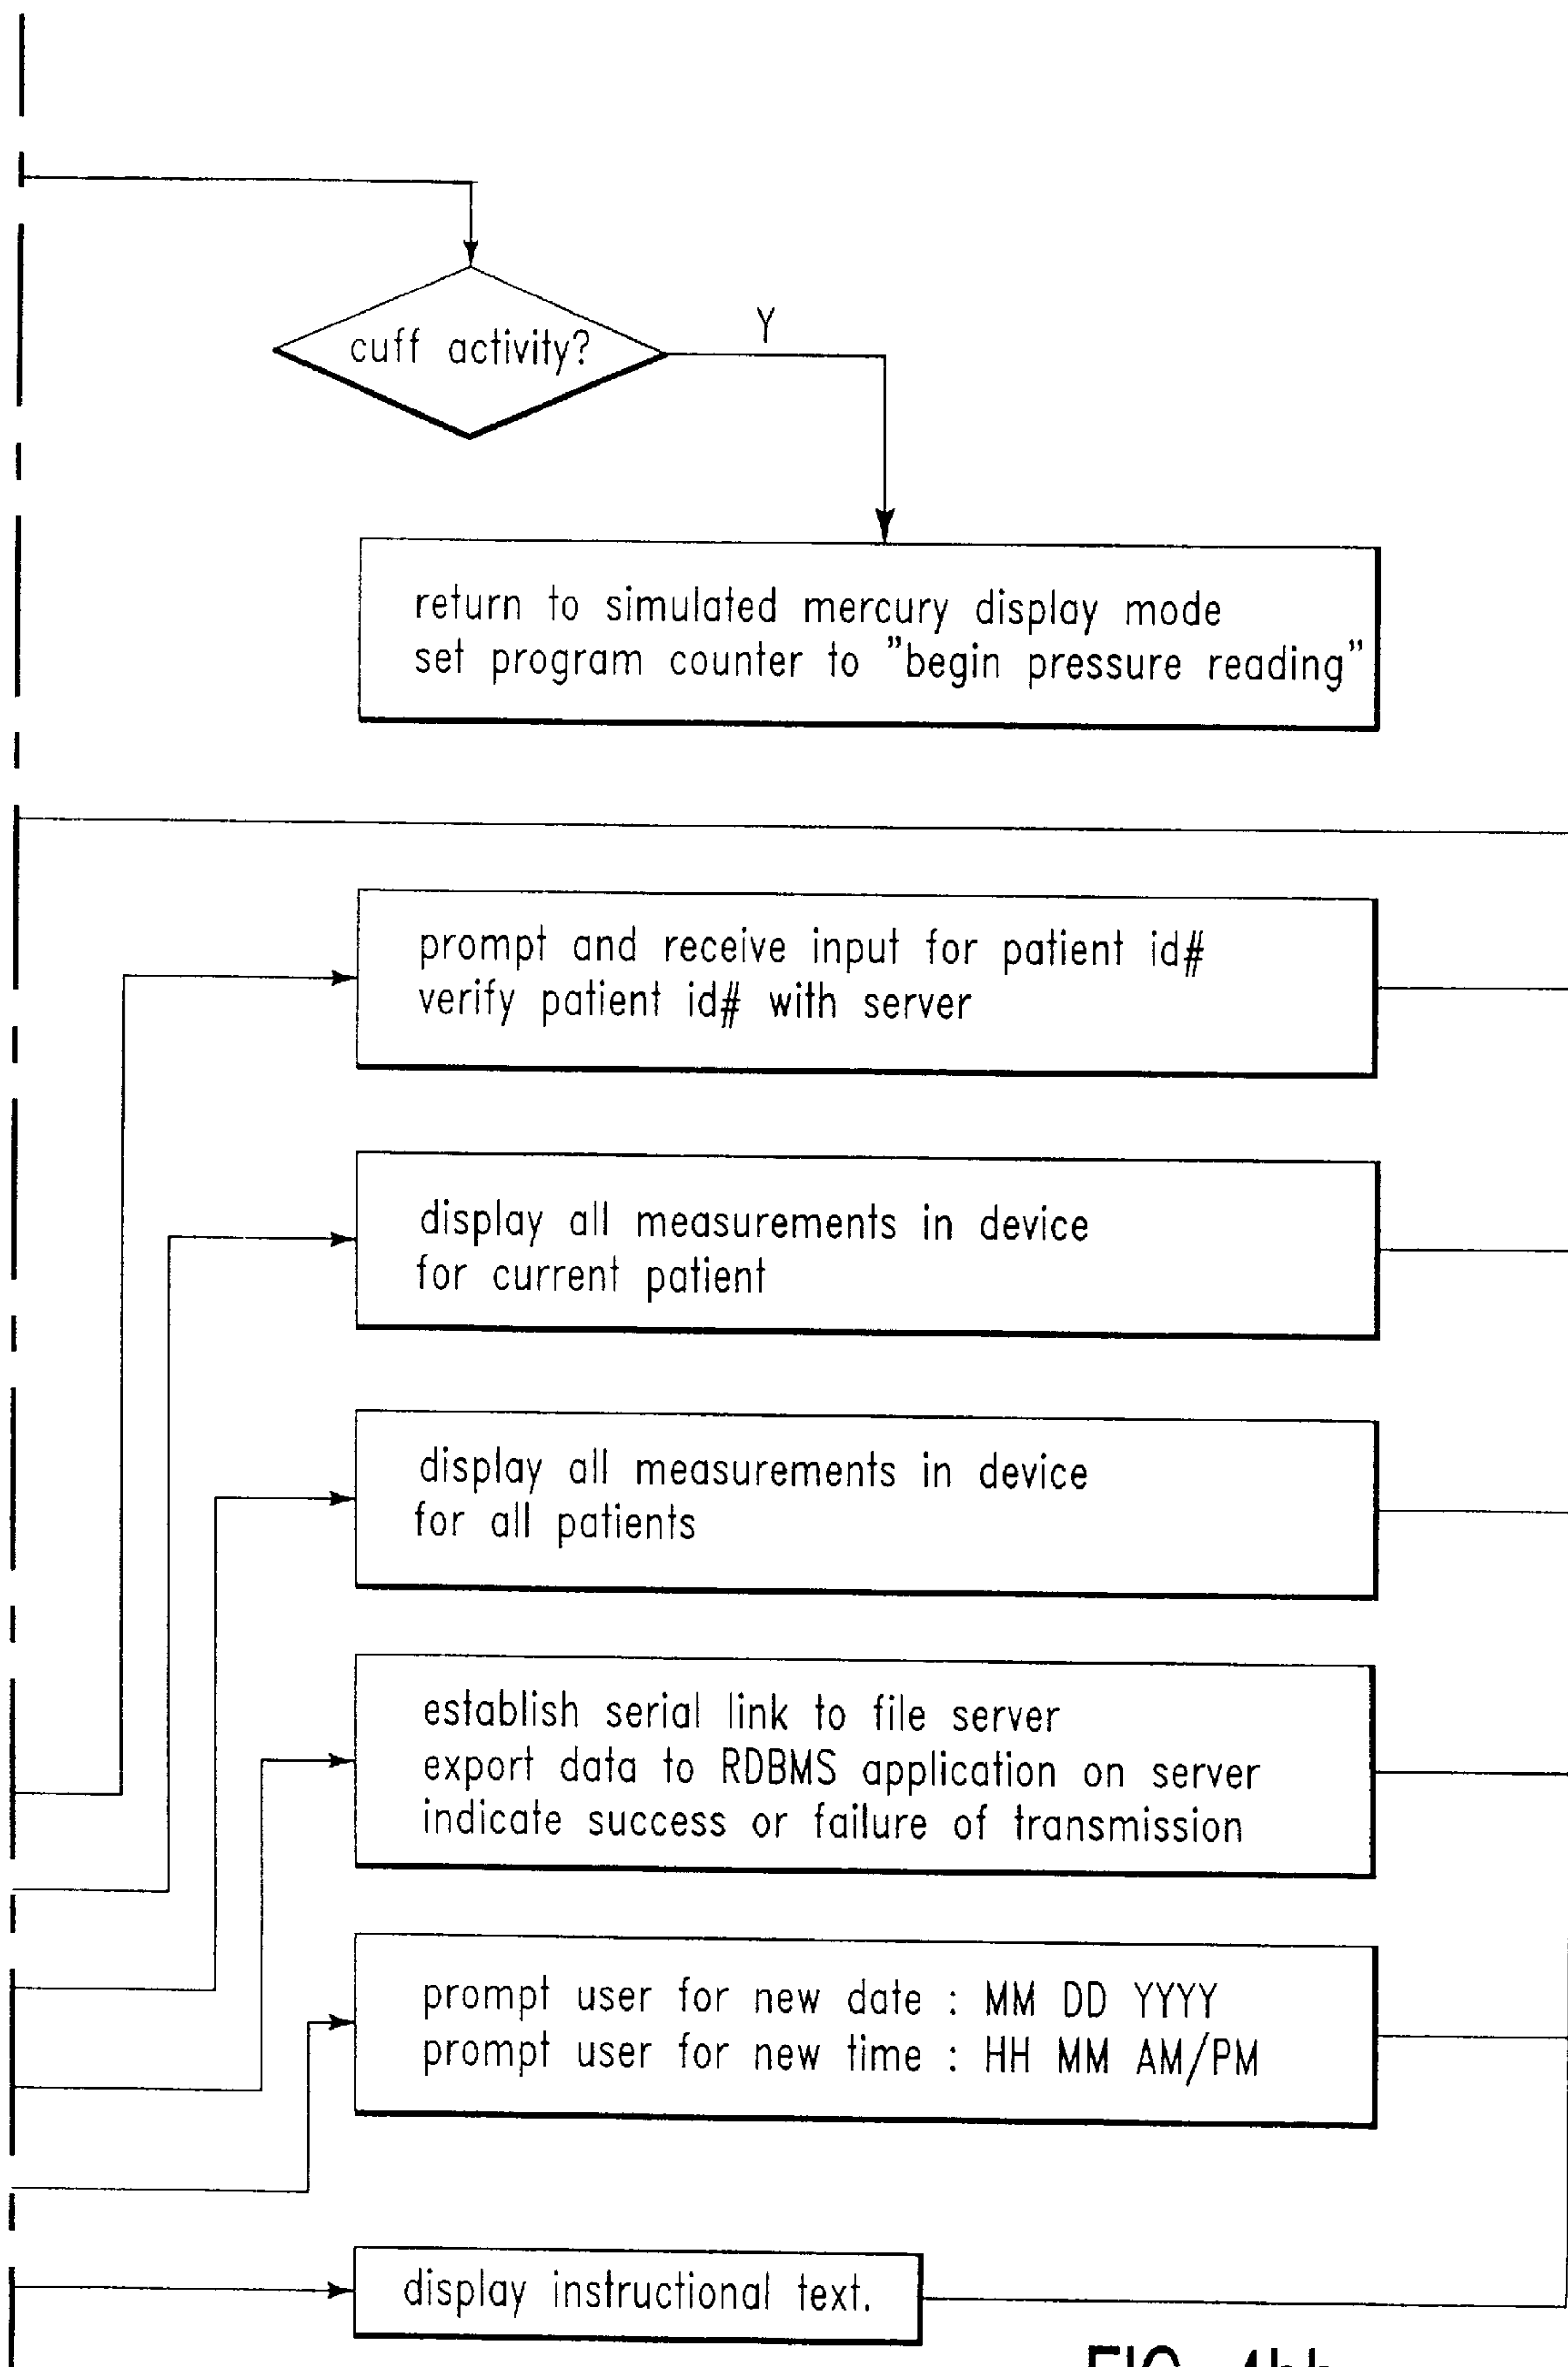 cuff activity?
Y
return to simulated mercury display mode
set program counter to "begin pressure reading"
prompt and receive input for patient id#
verify patient id# with server
display all measurements in device
for current patient
display all measurements in device
for all patients
establish serial link to file server
export data to RDBMS application on server
indicate success or failure of transmission
prompt user for new date : MM DD YYYY
prompt user for new time : HH MM AM/PM
display instructional text.